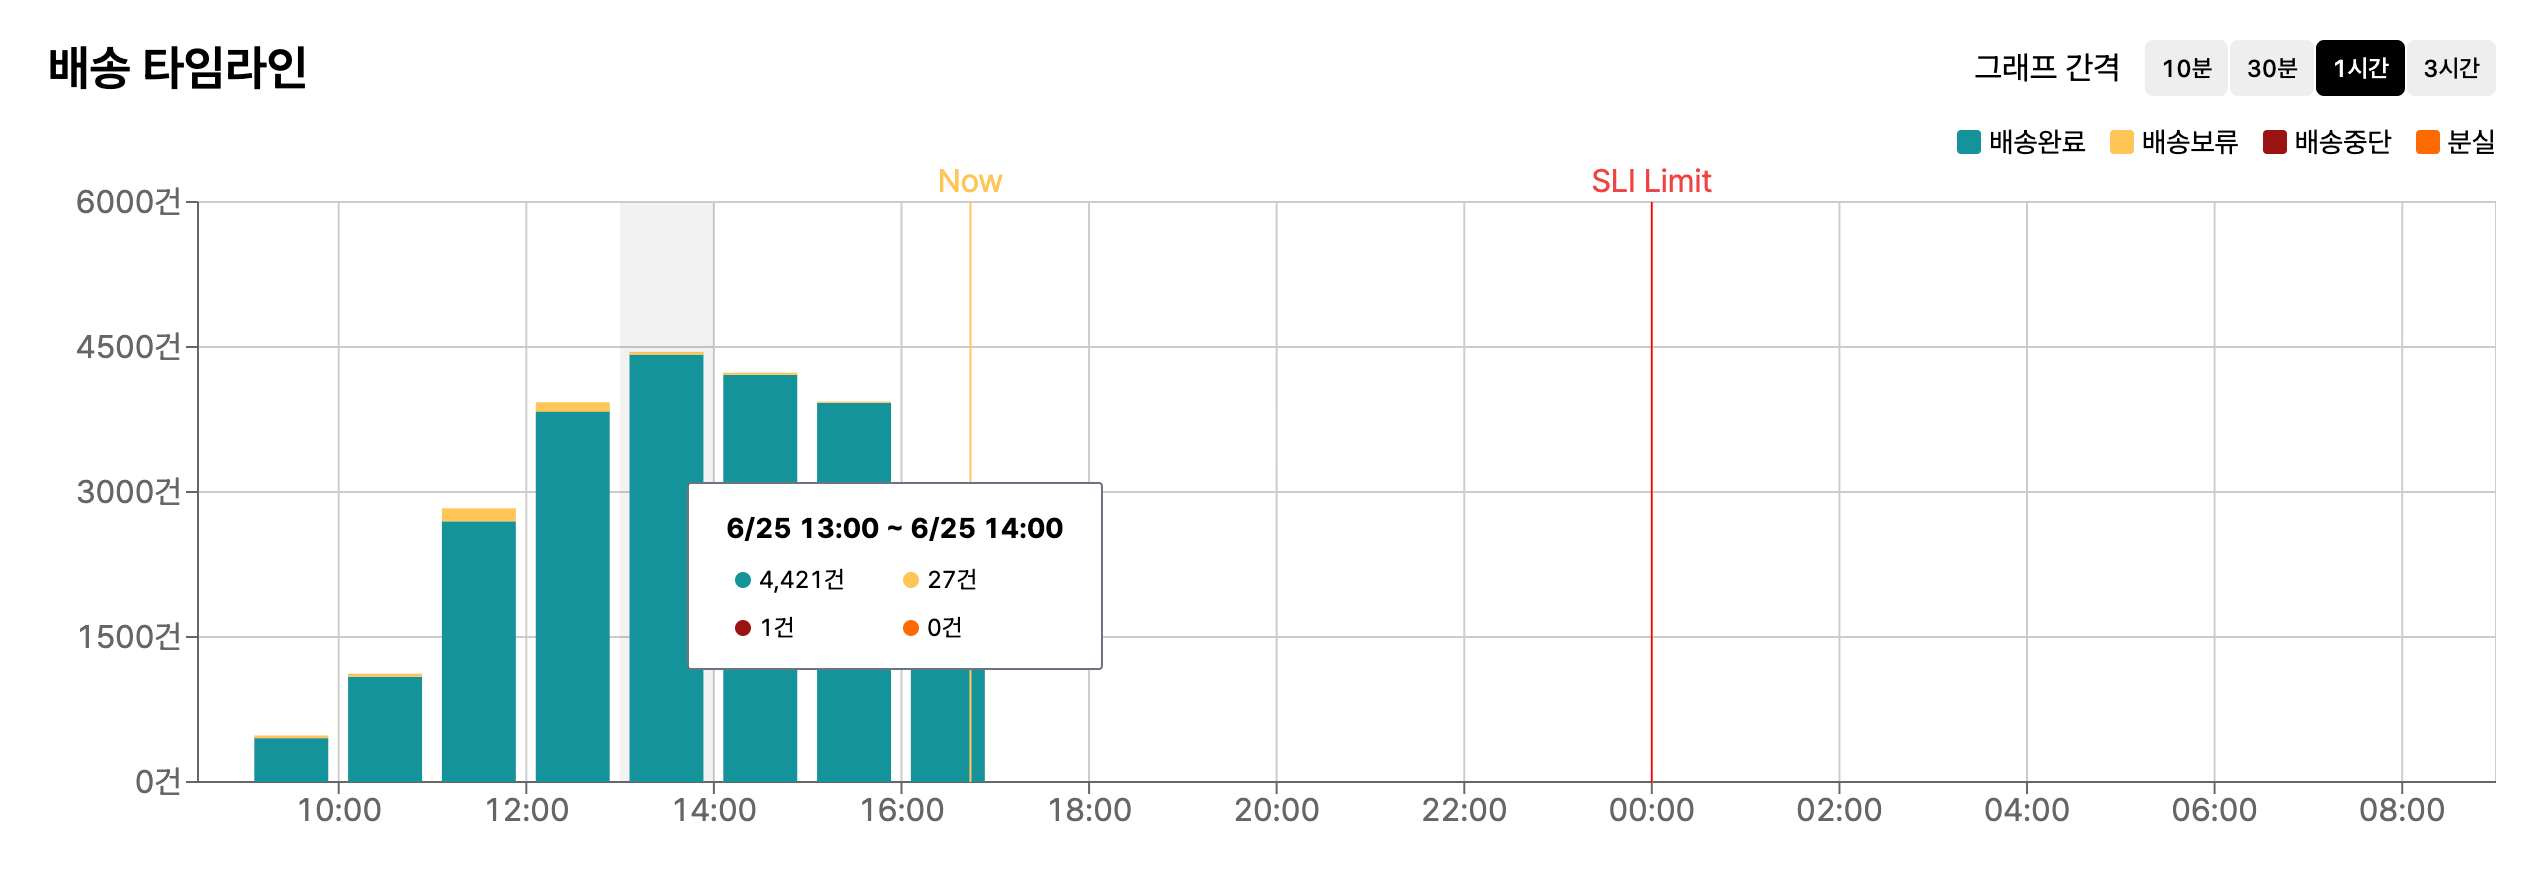 배송 타임라인
그래프 간격 10분 30분 1시간 3시간
배송완료 배송보류 배송중단 분실
Now SLI Limit
6000건
4500건
3000건
1500건
0건
6/25 13:00 ~ 6/25 14:00
4,421건 27건
1건 0건
10:00 12:00 14:00 16:00 18:00 20:00 22:00 00:00 02:00 04:00 06:00 08:00